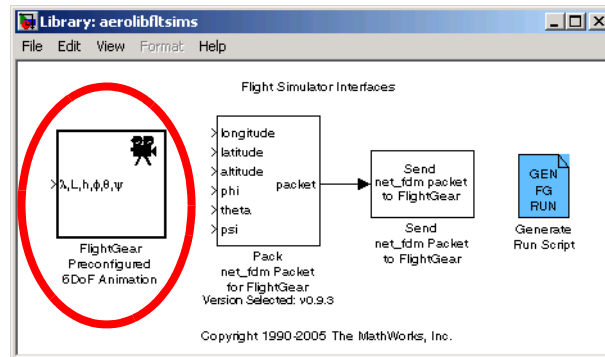 Library: aerolibfltsims
File Edit View Format Help
Flight Simulator Interfaces
λ,L,h,ϕ,θ,ψ
FlightGear
Preconfigured
6DoF Animation
longitude
latitude
altitude
phi
theta
psi
packet
Pack
net_fdm Packet
for FlightGear
Version Selected: v0.9.3
Send
net_fdm packet
to FlightGear
Send
net_fdm Packet
to FlightGear
GEN
FG
RUN
Generate
Run Script
Copyright 1990-2005 The MathWorks, Inc.